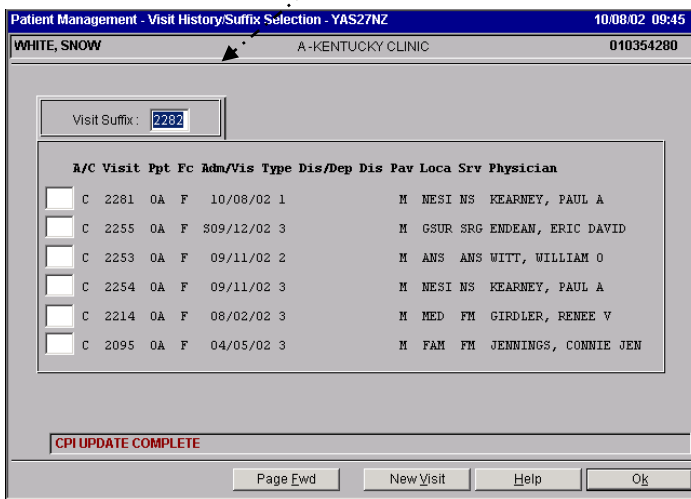 Patient Management - Visit History/Suffix Selection - YAS27NZ 10/08/02 09:45
WHITE, SNOW A-KENTUCKY CLINIC 010354280
Visit Suffix: 2282
A/C Visit Ppt Fc Adm/Vis Type Dis/Dep Dis Pav Loca Srv Physician
C 2281 0A F 10/08/02 1 M NESI NS KEARNEY, PAUL A
C 2255 0A F S09/12/02 3 M GSUR SRG ENDEAN, ERIC DAVID
C 2253 0A F 09/11/02 2 M ANS ANS WITT, WILLIAM O
C 2254 0A F 09/11/02 3 M NESI NS KEARNEY, PAUL A
C 2214 0A F 08/02/02 3 M MED FM GIRDLER, RENEE V
C 2095 0A F 04/05/02 3 M FAM FM JENNINGS, CONNIE JEN
CPI UPDATE COMPLETE
Page Fwd New Visit Help Ok